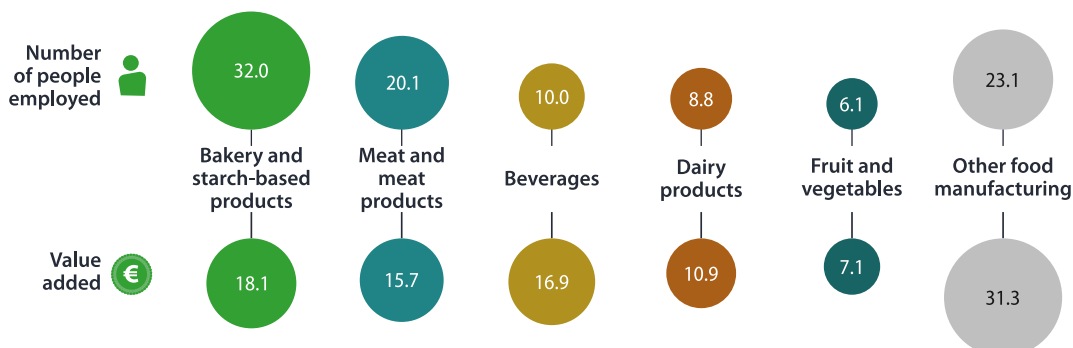 Number
of people
employed
32.0
20.1
10.0
8.8
6.1
23.1
Bakery and
starch-based
products
Meat and
meat
products
Beverages
Dairy
products
Fruit and
vegetables
Other food
manufacturing
Value
added
€
18.1
15.7
16.9
10.9
7.1
31.3